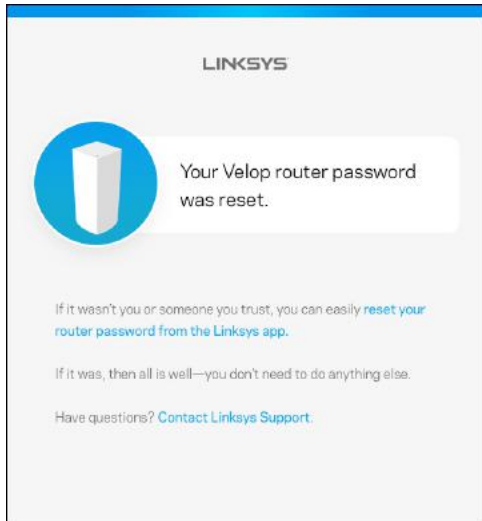 LINKSYS
Your Velop router password
was reset.
If it wasn't you or someone you trust, you can easily reset your
router password from the Linksys app.
If it was, then all is well—you don't need to do anything else.
Have questions? Contact Linksys Support.